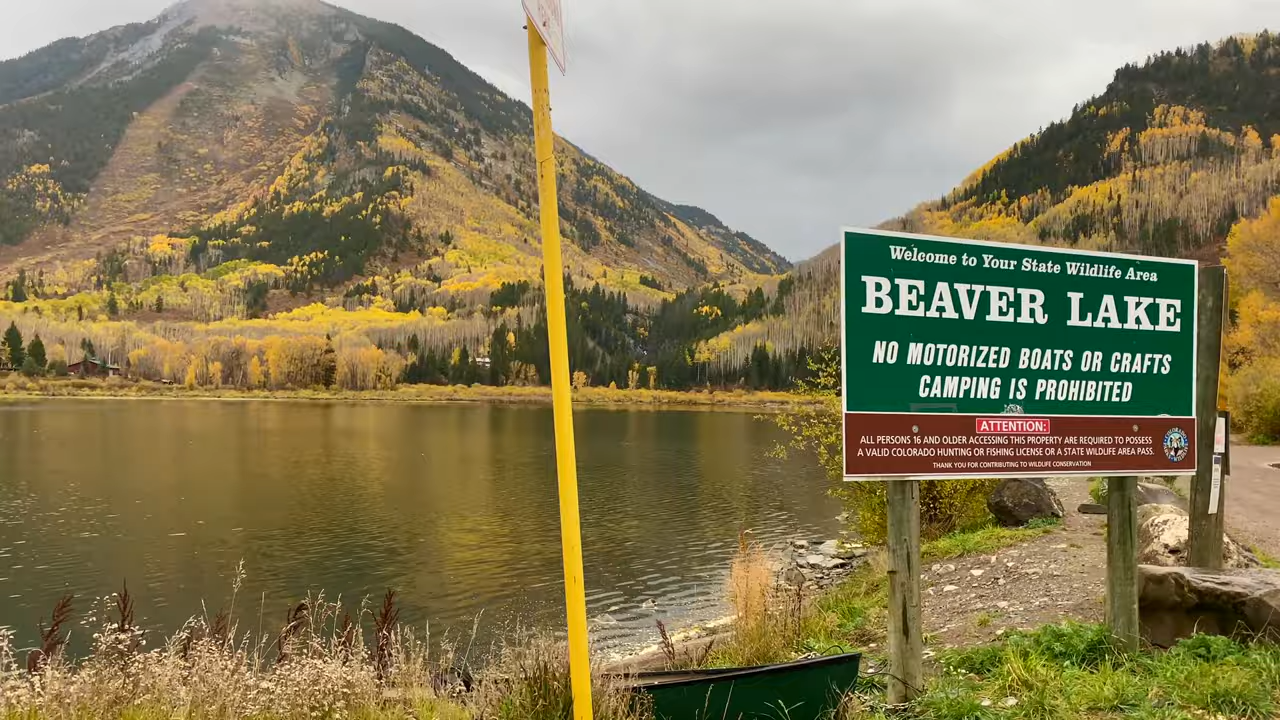 Welcome to Your State Wildlife Area
BEAVER LAKE
NO MOTORIZED BOATS OR CRAFTS
CAMPING IS PROHIBITED
ATTENTION:
ALL PERSONS 16 AND OLDER ACCESSING THIS PROPERTY ARE REQUIRED TO POSSESS
A VALID COLORADO HUNTING OR FISHING LICENSE OR A STATE WILDLIFE AREA PASS.
THANK YOU FOR CONTRIBUTING TO WILDLIFE CONSERVATION